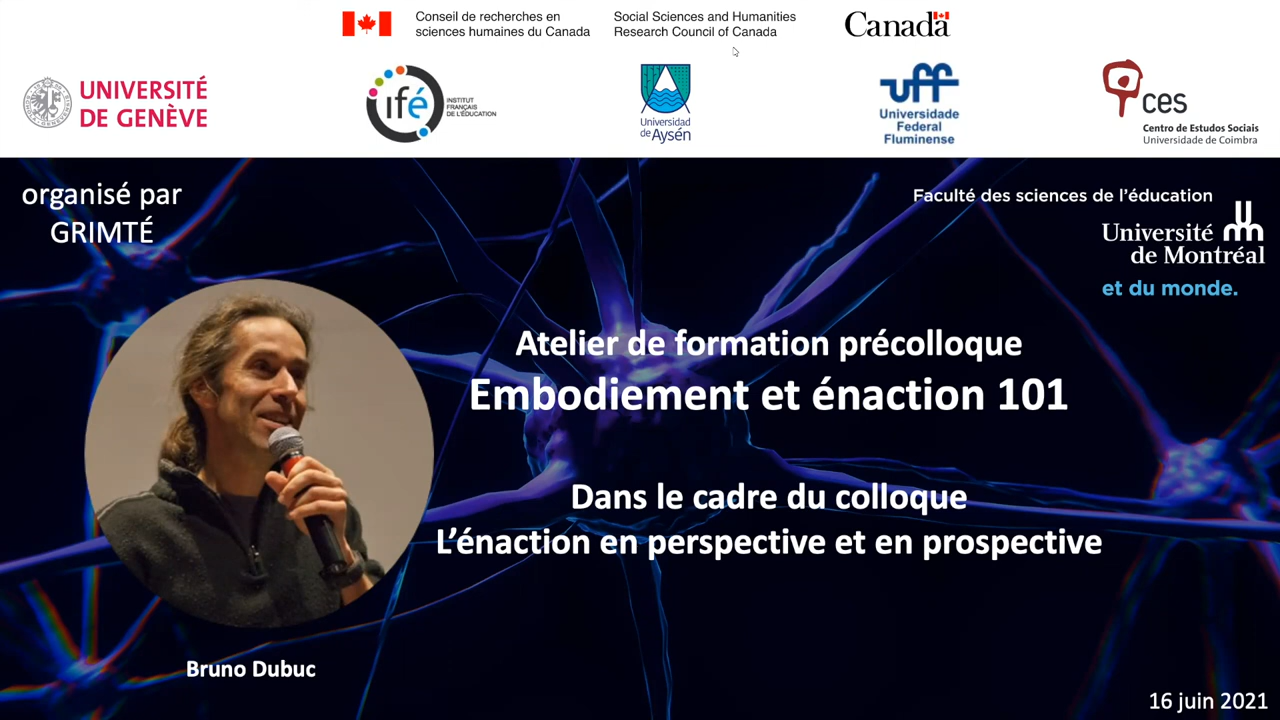 Conseil de recherches en
sciences humaines du Canada
Social Sciences and Humanities
Research Council of Canada
Canada
UNIVERSITÉ
DE GENÈVE
ifé
INSTITUT
FRANÇAIS
DE L'ÉDUCATION
Universidad
de Aysén
uff
Universidade
Federal
Fluminense
ces
Centro de Estudos Sociais
Universidade de Coimbra
organisé par
GRIMTÉ
Faculté des sciences de l'éducation
Université
de Montréal
et du monde.
Atelier de formation précolloque
Embodiement et énaction 101
Dans le cadre du colloque
L'énaction en perspective et en prospective
Bruno Dubuc
16 juin 2021